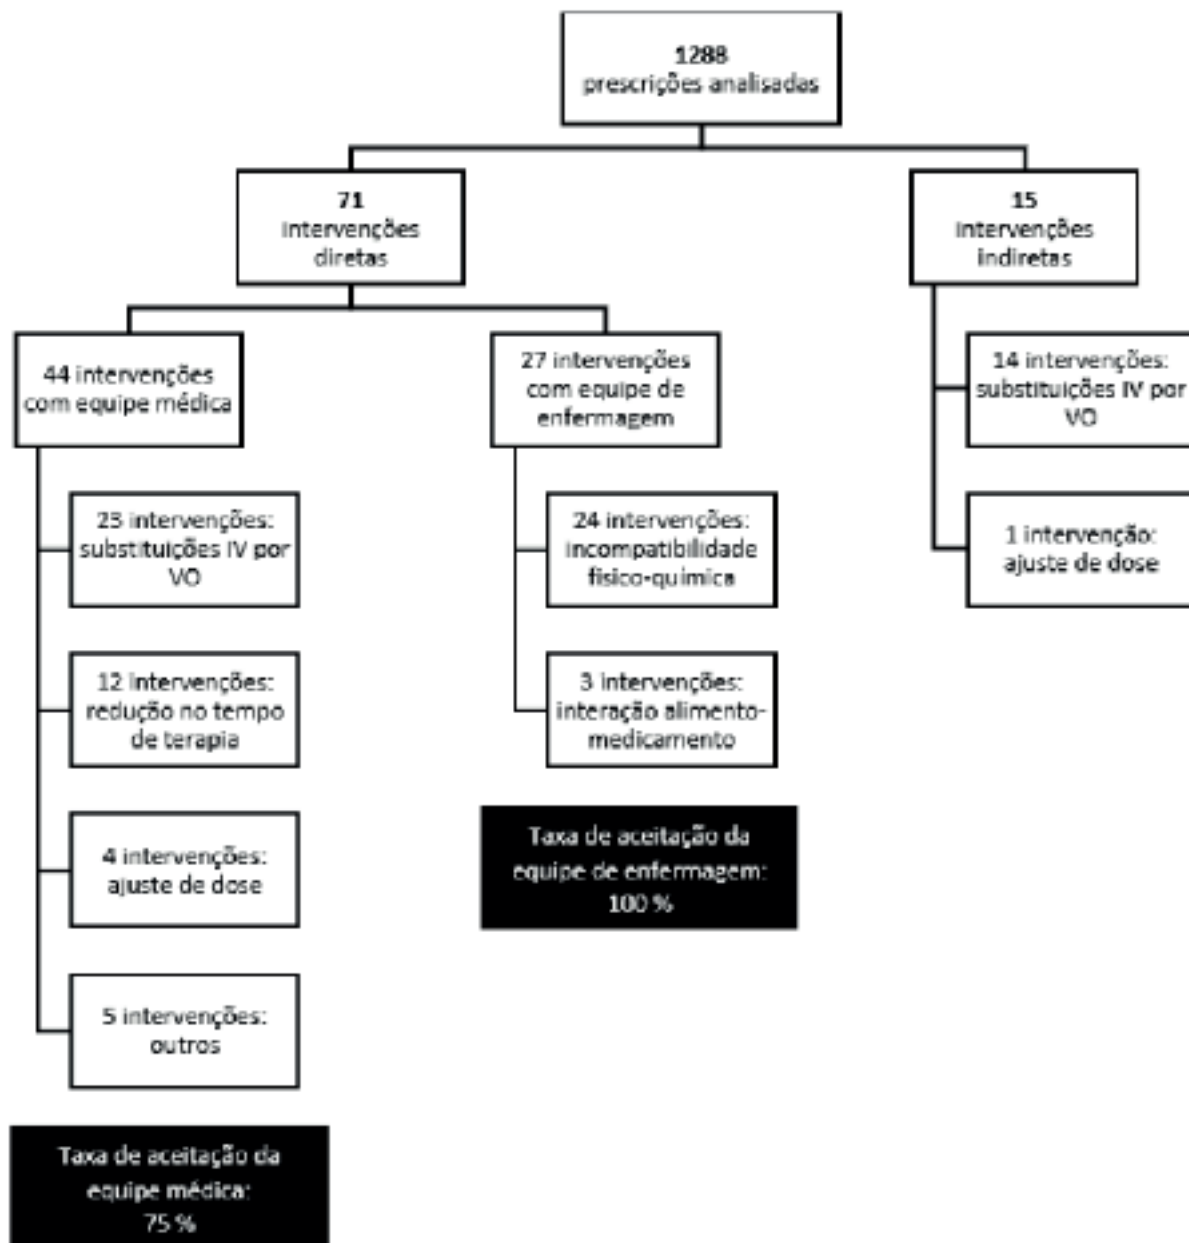 1288
prescrições analisadas
71
intervenções
diretas
15
intervenções
indiretas
44 intervenções
com equipe médica
27 intervenções
com equipe de
enfermagem
14 intervenções:
substituições IV por
VO
23 intervenções:
substituições IV por
VO
24 intervenções:
incompatibilidade
físico-química
1 intervenção:
ajuste de dose
12 intervenções:
redução no tempo
de terapia
3 intervenções:
interação alimento-
medicamento
4 intervenções:
ajuste de dose
Taxa de aceitação da
equipe de enfermagem:
100 %
5 intervenções:
outros
Taxa de aceitação da
equipe médica:
75 %